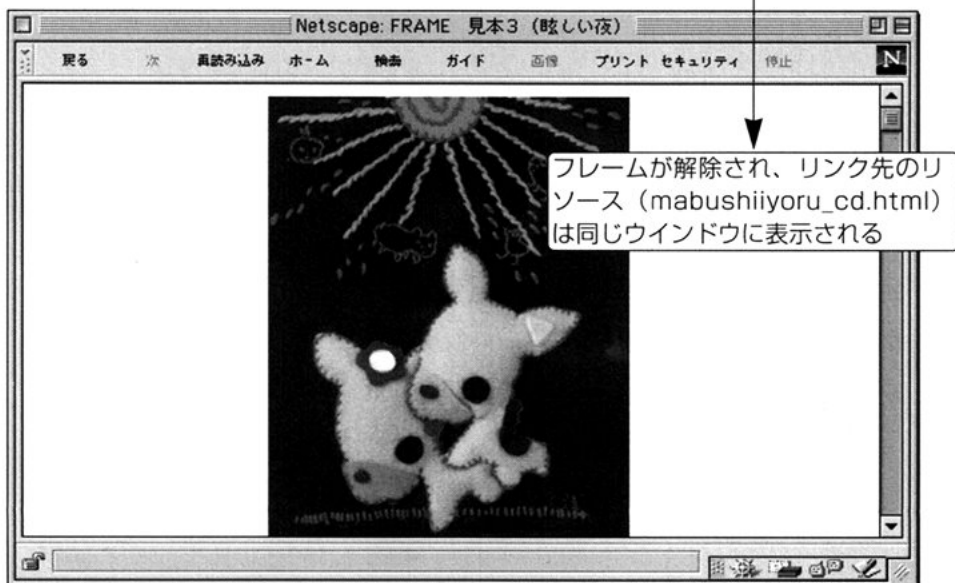 Netscape: FRAME 見本3（眩しい夜）
戻る 次 再読み込み ホーム 検索 ガイド 画像 プリント セキュリティ 停止 N
フレームが解除され、リンク先のリ
ソース（mabushiiyoru_cd.html）
は同じウインドウに表示される